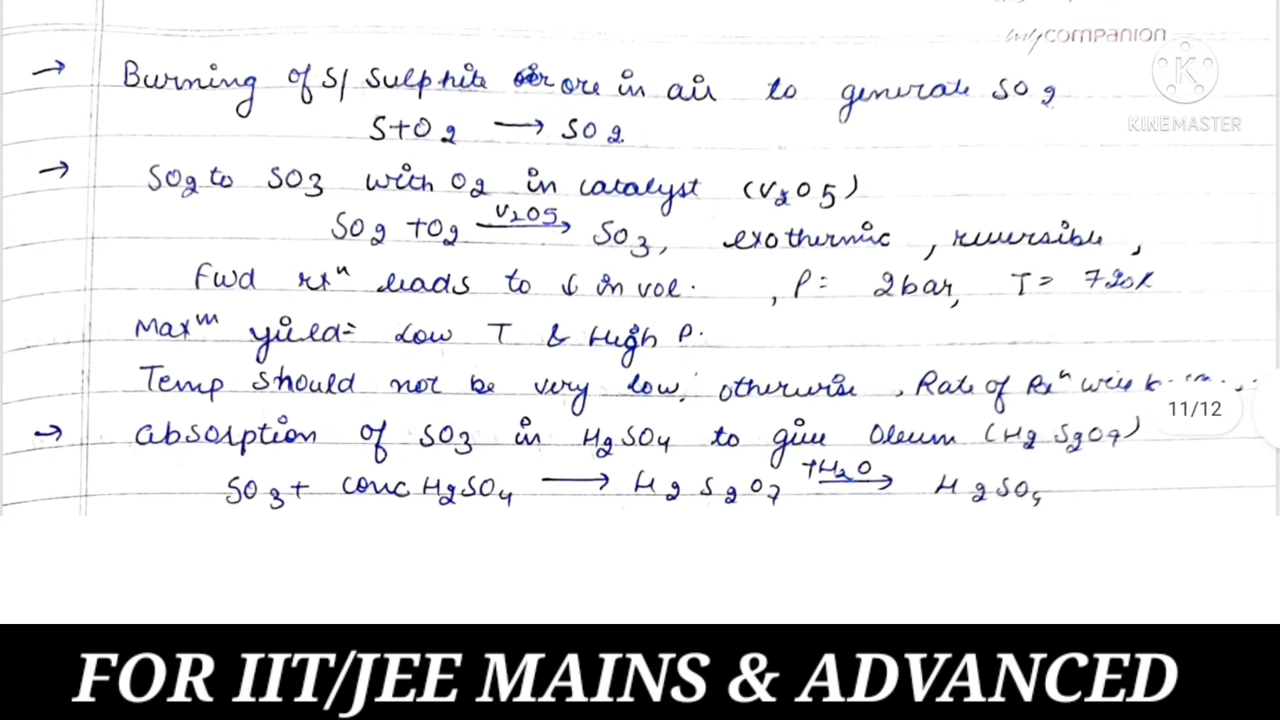 mycompanion
KINEMASTER
→ Burning of S/ Sulphite ore in air to generate SO2
S+O2 → SO2
→ SO2 to SO3 with O2 in catalyst (V2O5)
SO2 +O2 V2O5→ SO3, exothermic, reversible,
Fwd rxⁿ leads to ↓ in vol. , P= 2bar, T= 720K
Maxᵐ yield= Low T & High P.
Temp should not be very low, otherwise, Rate of Rxⁿ will
11/12
→ absorption of SO3 in H2SO4 to give Oleum (H2S2O7)
SO3+ conc H2SO4 → H2S2O7 +H2O→ H2SO4
FOR IIT/JEE MAINS & ADVANCED